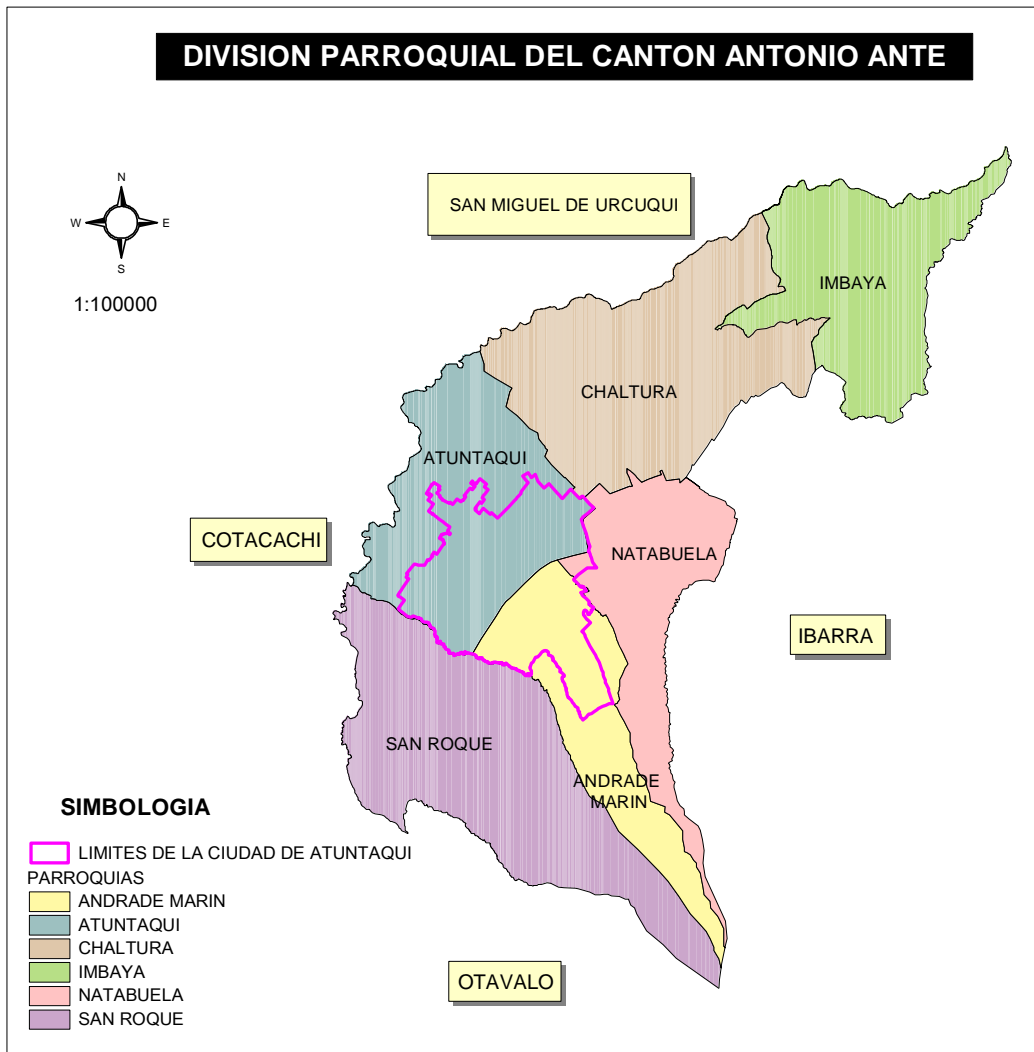 DIVISION PARROQUIAL DEL CANTON ANTONIO ANTE
N
W
E
S
1:100000
SAN MIGUEL DE URCUQUI
IMBAYA
CHALTURA
ATUNTAQUI
COTACACHI
NATABUELA
IBARRA
SAN ROQUE
ANDRADE
MARIN
OTAVALO
SIMBOLOGIA
LIMITES DE LA CIUDAD DE ATUNTAQUI
PARROQUIAS
ANDRADE MARIN
ATUNTAQUI
CHALTURA
IMBAYA
NATABUELA
SAN ROQUE